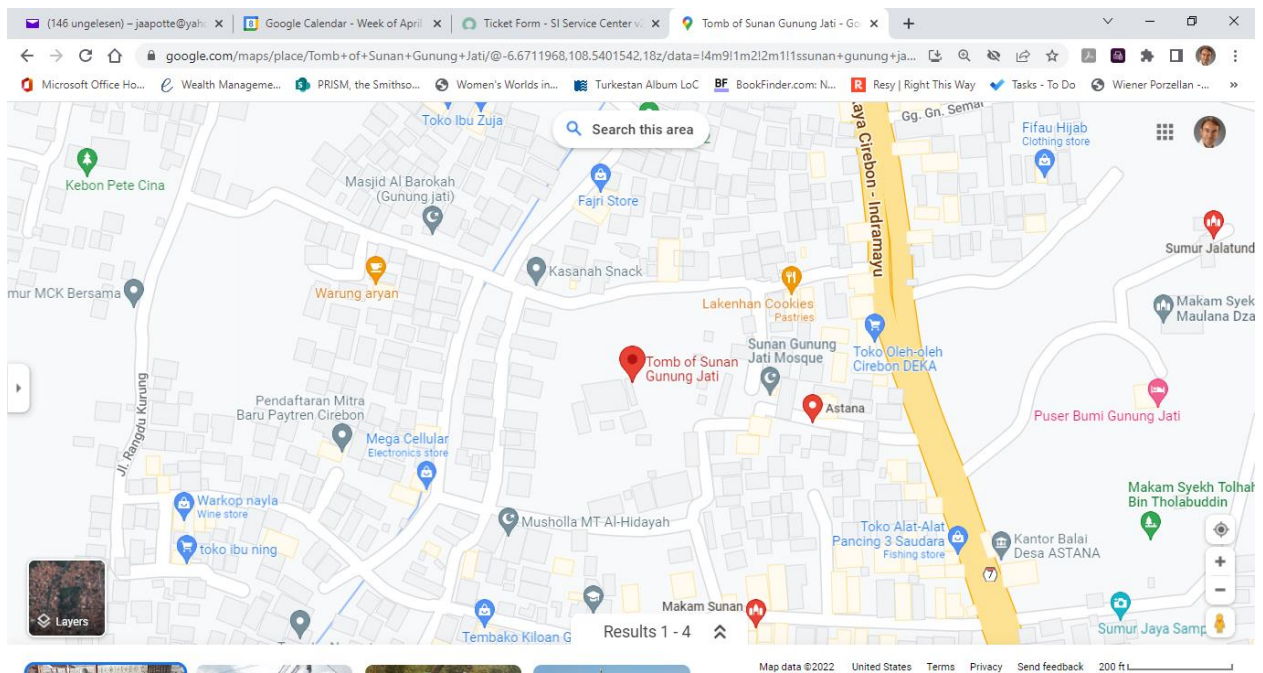 (146 ungelesen) – jaapotte@yah
Google Calendar - Week of April
Ticket Form - SI Service Center v2
Tomb of Sunan Gunung Jati - Go
google.com/maps/place/Tomb+of+Sunan+Gunung+Jati/@-6.6711968,108.5401542,18z/data=!4m9!1m2!2m1!1ssunan+gunung+ja...
Microsoft Office Ho...
Wealth Manageme...
PRISM, the Smithso...
Women's Worlds in...
Turkestan Album LoC
BF BookFinder.com: N...
R Resy | Right This Way
Tasks - To Do
Wiener Porzellan -...
Toko Ibu Zuja
Search this area
Gg. Gn. Semar
Fifau Hijab
Clothing store
Kebon Pete Cina
Masjid Al Barokah
(Gunung jati)
Fajri Store
aya Cirebon - Indramayu
Sumur Jalatund
Kasanah Snack
mur MCK Bersama
Warung aryan
Lakenhan Cookies
Pastries
Makam Syek
Maulana Dza
Sunan Gunung
Jati Mosque
Toko Oleh-oleh
Cirebon DEKA
Tomb of Sunan
Gunung Jati
Astana
Puser Bumi Gunung Jati
Jl. Rangdu Kurung
Pendaftaran Mitra
Baru Paytren Cirebon
Mega Cellular
Electronics store
Makam Syekh Tolhah
Bin Tholabuddin
Warkop nayla
Wine store
Musholla MT Al-Hidayah
Toko Alat-Alat
Pancing 3 Saudara
Fishing store
Kantor Balai
Desa ASTANA
toko ibu ning
7
Layers
Makam Sunan
Tembako Kiloan G
Results 1 - 4
Sumur Jaya Samp
Map data ©2022 United States Terms Privacy Send feedback 200 ft